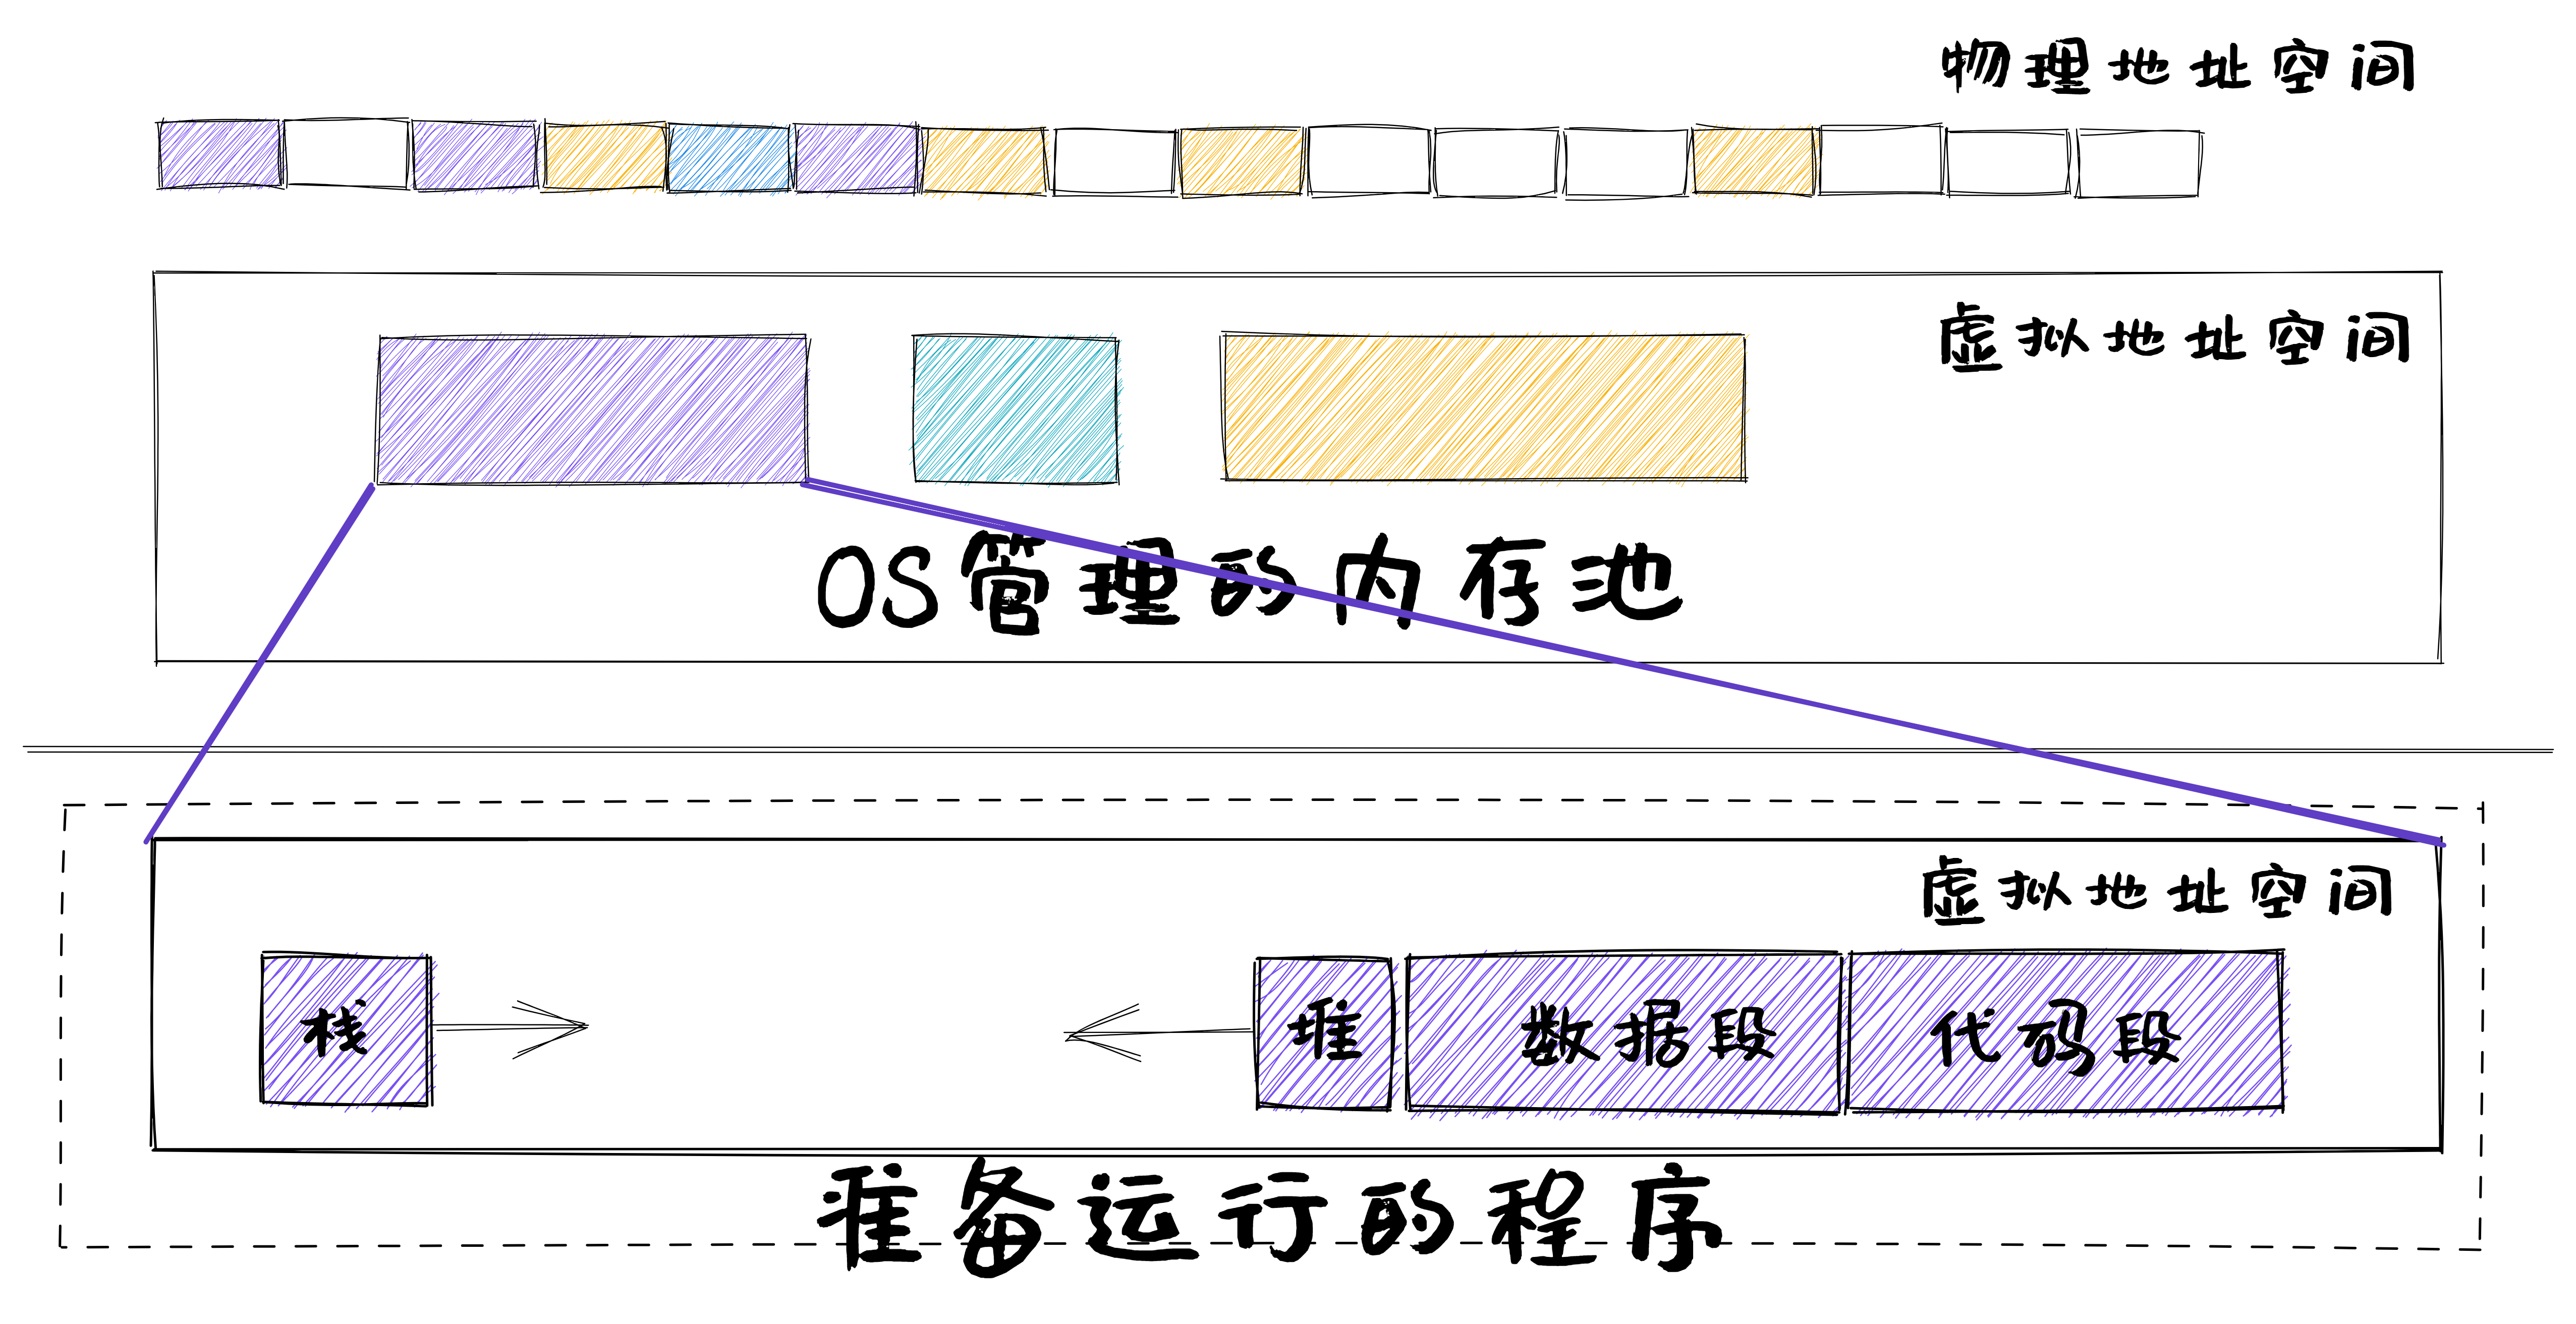 物理地址空间
虚拟地址空间
OS管理的内存池
虚拟地址空间
栈
堆
数据段
代码段
准备运行的程序